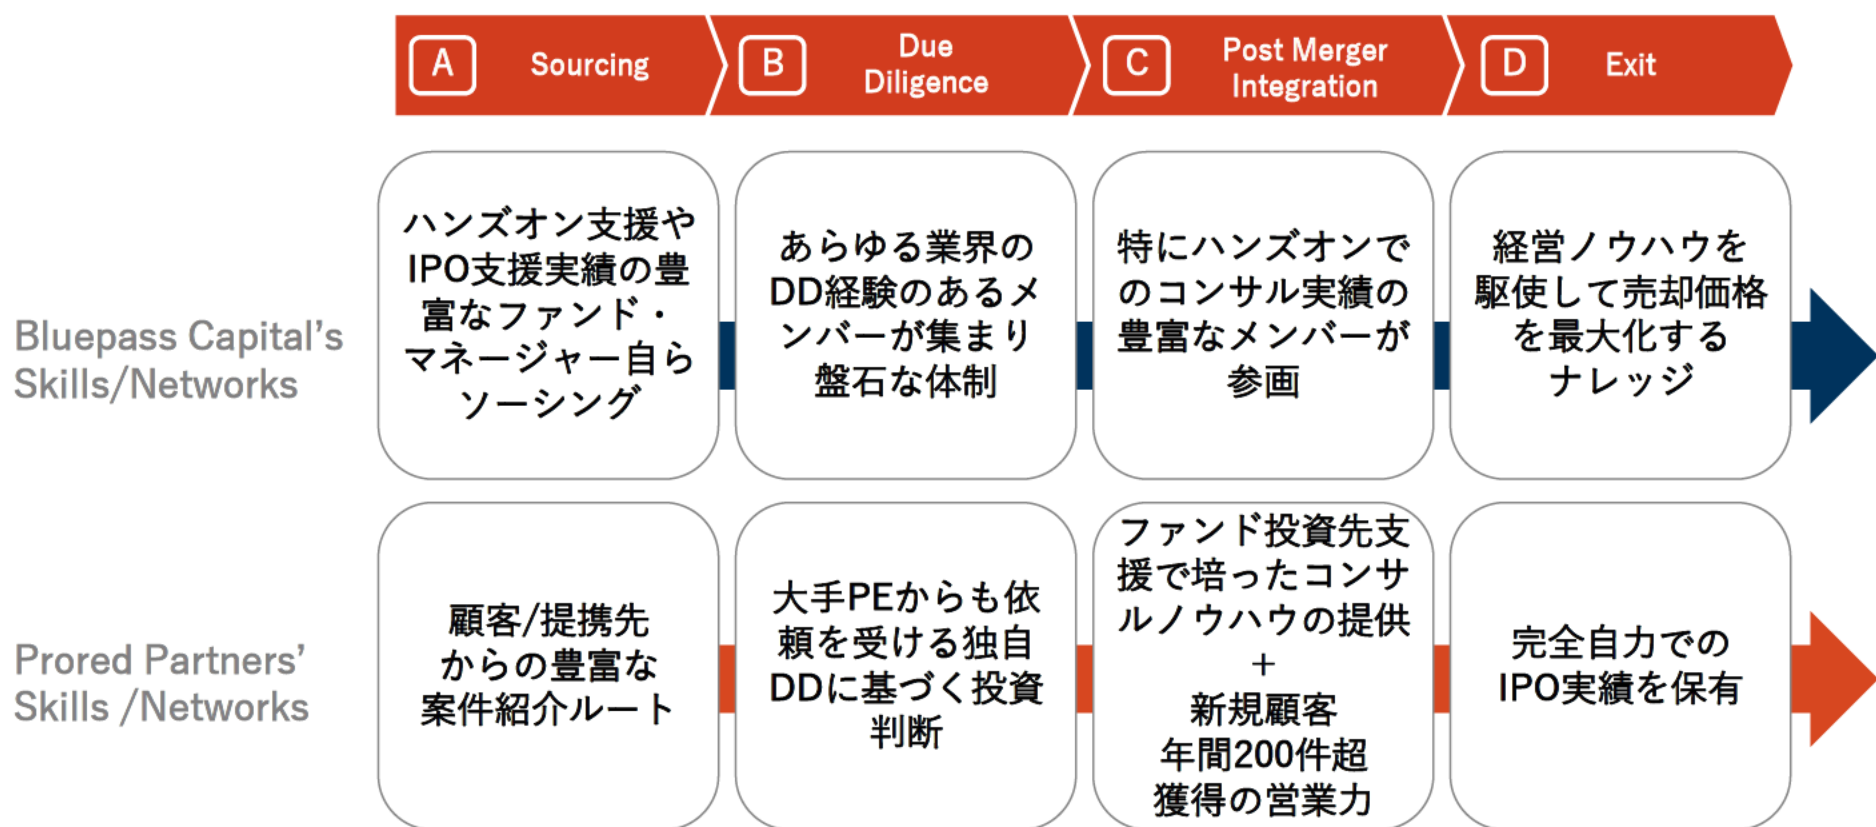 A
Sourcing
B
Due
Diligence
C
Post Merger
Integration
D
Exit
Bluepass Capital's
Skills/Networks
ハンズオン支援や
IPO支援実績の豊
富なファンド・
マネージャー自ら
ソーシング
あらゆる業界の
DD経験のあるメ
ンバーが集まり
盤石な体制
特にハンズオンで
のコンサル実績の
豊富なメンバーが
参画
経営ノウハウを
駆使して売却価格
を最大化する
ナレッジ
Prored Partners'
Skills /Networks
顧客/提携先
からの豊富な
案件紹介ルート
大手PEからも依
頼を受ける独自
DDに基づく投資
判断
ファンド投資先支
援で培ったコンサ
ルノウハウの提供
+
新規顧客
年間200件超
獲得の営業力
完全自力での
IPO実績を保有